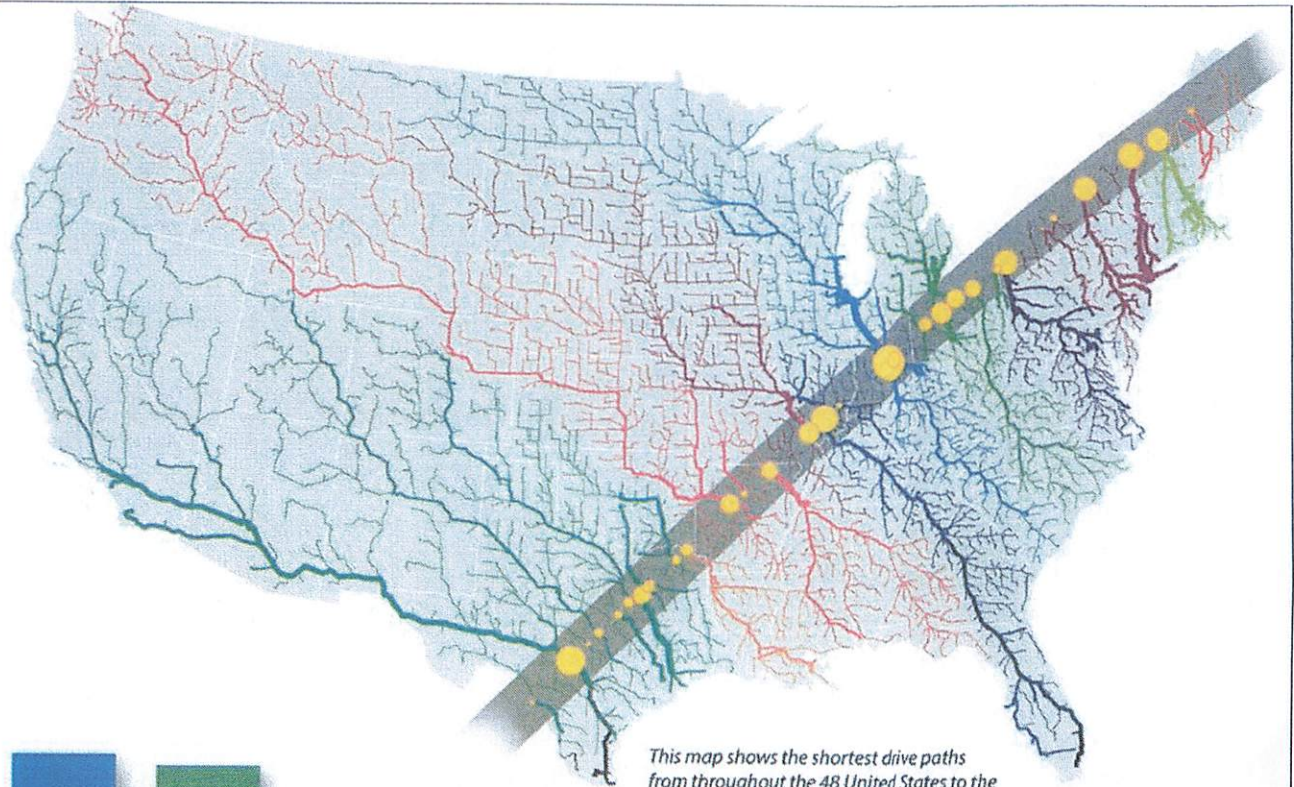 This map shows the shortest drive paths
from throughout the 48 United States to the